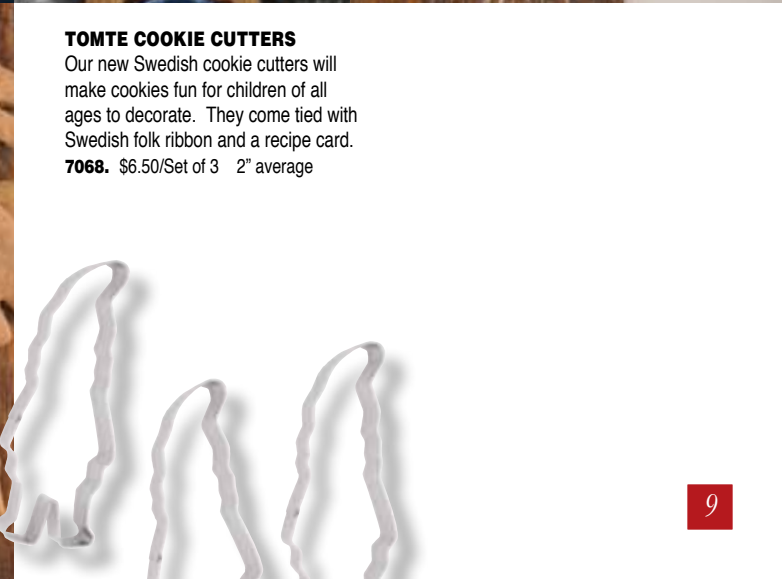 TOMTE COOKIE CUTTERS
Our new Swedish cookie cutters will
make cookies fun for children of all
ages to decorate.  They come tied with
Swedish folk ribbon and a recipe card.
7068.  $6.50/Set of 3    2” average
9